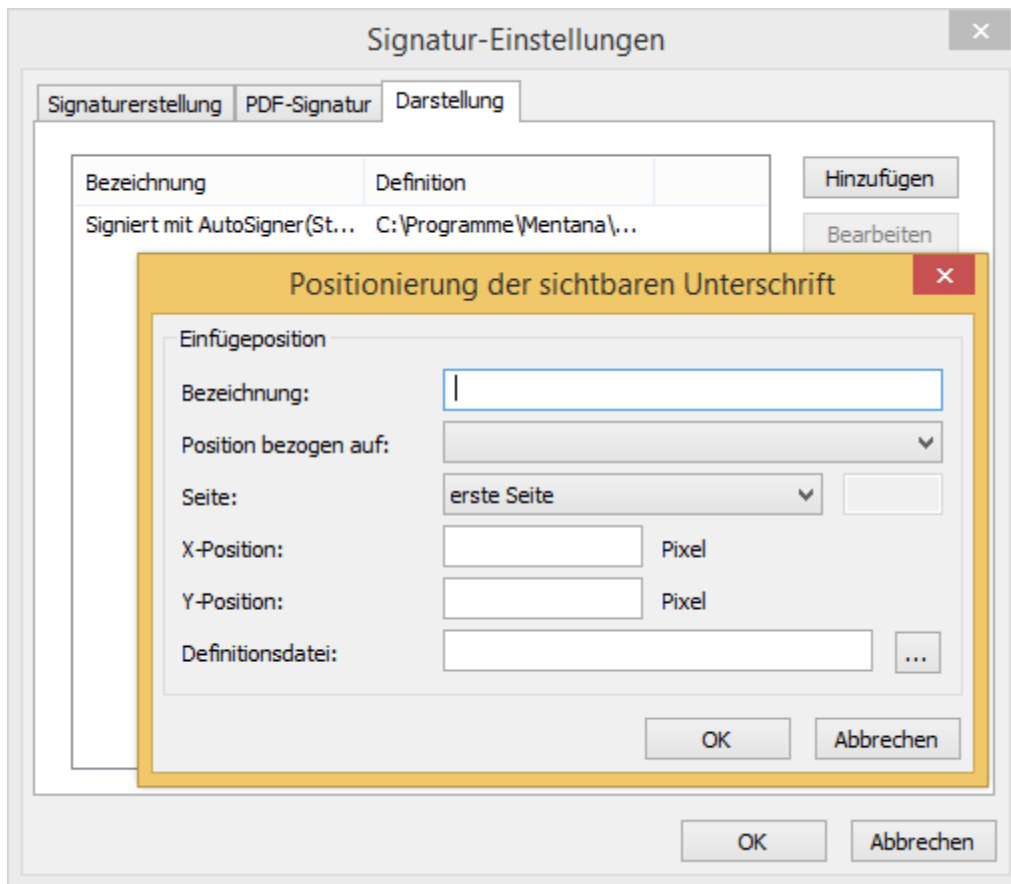 Signatur-Einstellungen
Signaturerstellung PDF-Signatur Darstellung
Bezeichnung Definition
Hinzufügen
Signiert mit AutoSigner(St... C:\Programme\Mentana\...
Bearbeiten
Positionierung der sichtbaren Unterschrift
Einfügeposition
Bezeichnung:
Position bezogen auf:
Seite: erste Seite
X-Position: Pixel
Y-Position: Pixel
Definitionsdatei: ...
OK Abbrechen
OK Abbrechen